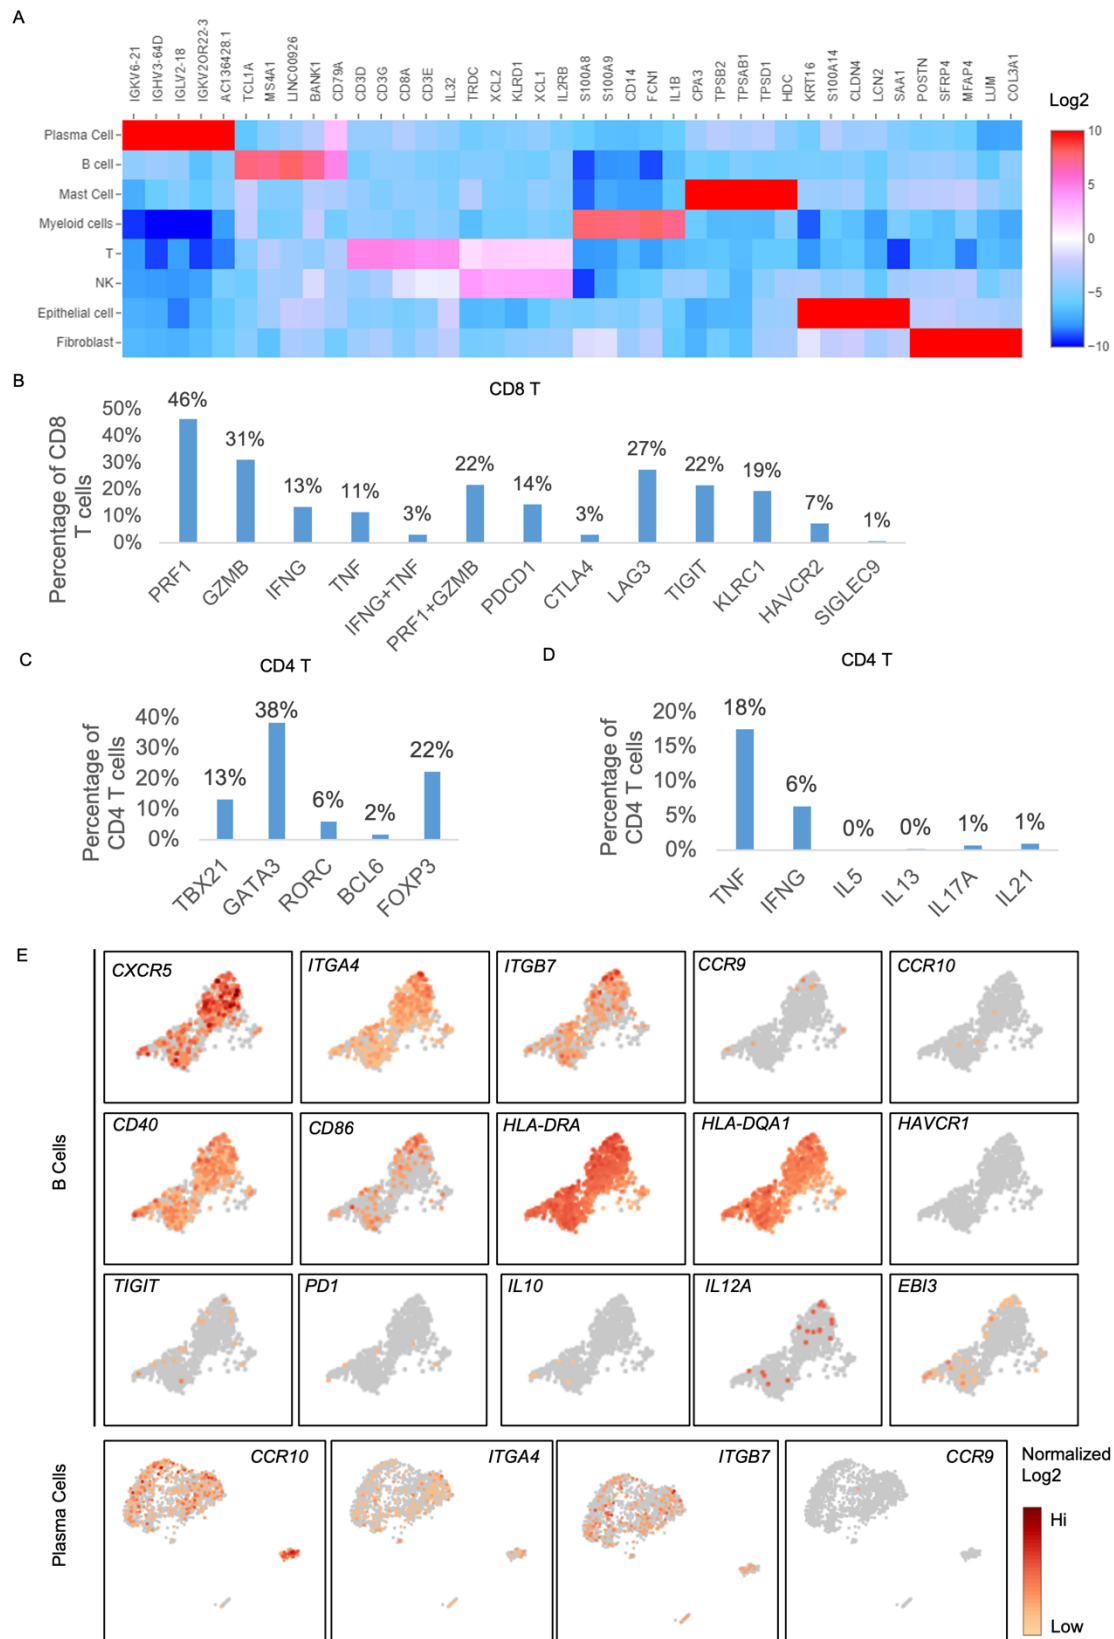 A
IGKV6-21
IGHV3-64D
IGLV2-18
IGKV2OR22-3
AC136428.1
TCL1A
MS4A1
LINC00926
BANK1
CD79A
CD3D
CD3G
CD8A
CD3E
IL32
TRDC
XCL2
KLRD1
XCL1
IL2RB
S100A8
S100A9
CD14
FCN1
IL1B
CPA3
TPSB2
TPSAB1
TPSD1
HDC
KRT16
S100A14
CLDN4
LCN2
SAA1
POSTN
SFRP4
MFAP4
LUM
COL3A1
Log2
Plasma Cell
B cell
Mast Cell
Myeloid cells
T
NK
Epithelial cell
Fibroblast
10
5
0
−5
−10
B
CD8 T
Percentage of CD8
T cells
50%
40%
30%
20%
10%
0%
46%
31%
13%
11%
3%
22%
14%
3%
27%
22%
19%
7%
1%
PRF1
GZMB
IFNG
TNF
IFNG+TNF
PRF1+GZMB
PDCD1
CTLA4
LAG3
TIGIT
KLRC1
HAVCR2
SIGLEC9
C
CD4 T
Percentage of
CD4 T cells
40%
30%
20%
10%
0%
13%
38%
6%
2%
22%
TBX21
GATA3
RORC
BCL6
FOXP3
D
CD4 T
Percentage of
CD4 T cells
20%
15%
10%
5%
0%
18%
6%
0%
0%
1%
1%
TNF
IFNG
IL5
IL13
IL17A
IL21
E
B Cells
CXCR5
ITGA4
ITGB7
CCR9
CCR10
CD40
CD86
HLA-DRA
HLA-DQA1
HAVCR1
TIGIT
PD1
IL10
IL12A
EBI3
Plasma Cells
CCR10
ITGA4
ITGB7
CCR9
Normalized
Log2
Hi
Low